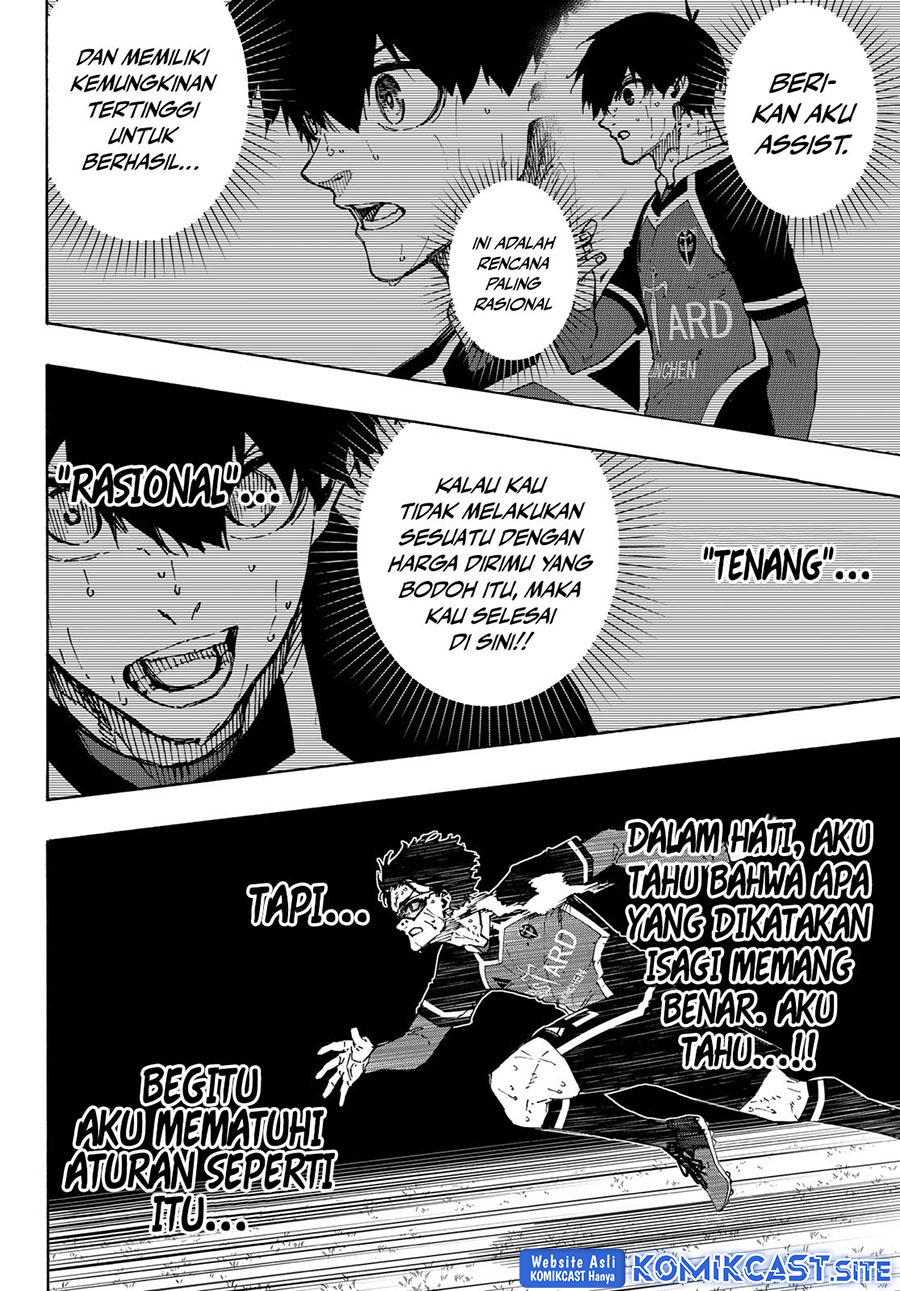 BERI-
KAN AKU
ASSIST.
INI ADALAH
RENCANA
PALING
RASIONAL
DAN MEMILIKI
KEMUNGKINAN
TERTINGGI
UNTUK
BERHASIL...
TARD
NCHEN
"TENANG"...
KALAU KAU
TIDAK MELAKUKAN
SESUATU DENGAN
HARGA DIRIMU YANG
BODOH ITU, MAKA
KAU SELESAI
DI SINI!!
"RASIONAL"...
DALAM HATI, AKU
TAHU BAHWA APA
YANG DIKATAKAN
ISAGI MEMANG
BENAR. AKU
TAHU...!!
TAPI...
BEGITU
AKU MEMATUHI
ATURAN SEPERTI
ITU...
Website Asli
KOMIKCAST Hanya
KOMIKCAST.SITE